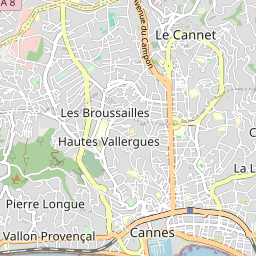 A 8
Avenue du Campon
Le Cannet
Les Broussailles
Hautes Vallergues
La L
Pierre Longue
Vallon Provençal
Cannes